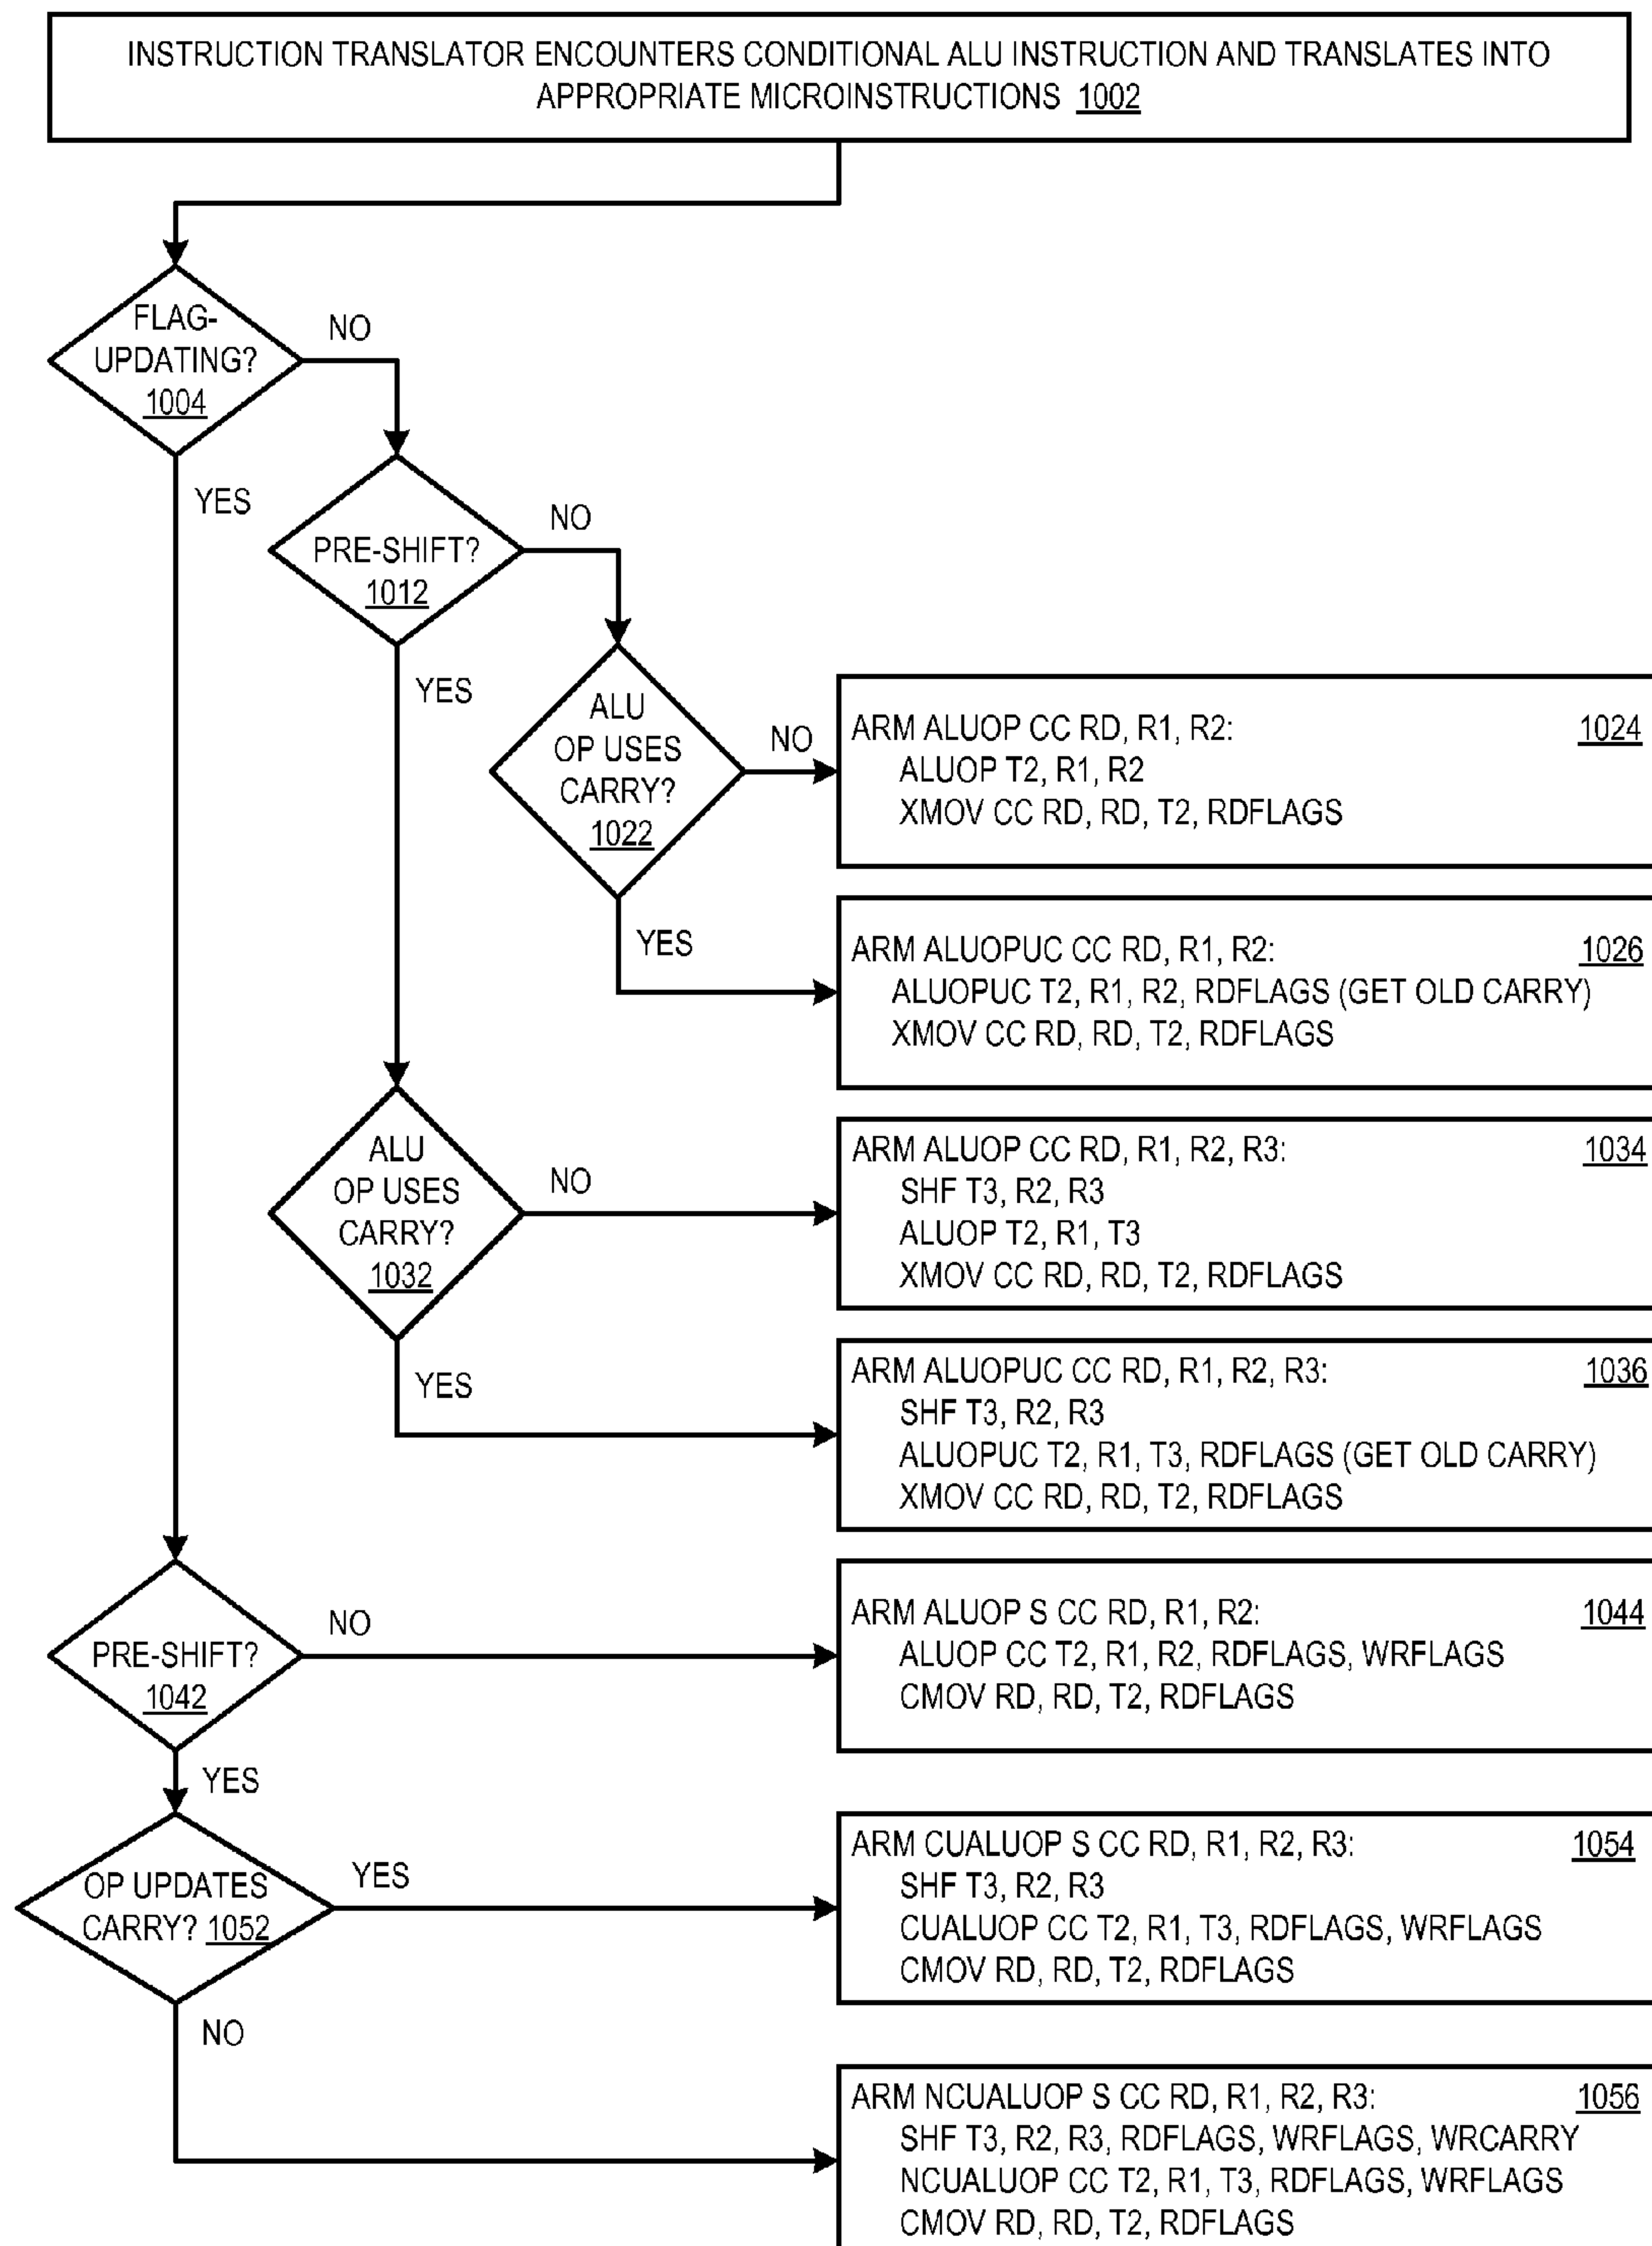 INSTRUCTION TRANSLATOR ENCOUNTERS CONDITIONAL ALU INSTRUCTION AND TRANSLATES INTO
APPROPRIATE MICROINSTRUCTIONS 1002
FLAG-
UPDATING?
1004
NO
YES
PRE-SHIFT?
1012
NO
YES
ALU
OP USES
CARRY?
1022
NO
YES
ARM ALUOP CC RD, R1, R2: 1024
ALUOP T2, R1, R2
XMOV CC RD, RD, T2, RDFLAGS
ARM ALUOPUC CC RD, R1, R2: 1026
ALUOPUC T2, R1, R2, RDFLAGS (GET OLD CARRY)
XMOV CC RD, RD, T2, RDFLAGS
ALU
OP USES
CARRY?
1032
NO
YES
ARM ALUOP CC RD, R1, R2, R3: 1034
SHF T3, R2, R3
ALUOP T2, R1, T3
XMOV CC RD, RD, T2, RDFLAGS
ARM ALUOPUC CC RD, R1, R2, R3: 1036
SHF T3, R2, R3
ALUOPUC T2, R1, T3, RDFLAGS (GET OLD CARRY)
XMOV CC RD, RD, T2, RDFLAGS
PRE-SHIFT?
1042
NO
YES
ARM ALUOP S CC RD, R1, R2: 1044
ALUOP CC T2, R1, R2, RDFLAGS, WRFLAGS
CMOV RD, RD, T2, RDFLAGS
OP UPDATES
CARRY? 1052
YES
NO
ARM CUALUOP S CC RD, R1, R2, R3: 1054
SHF T3, R2, R3
CUALUOP CC T2, R1, T3, RDFLAGS, WRFLAGS
CMOV RD, RD, T2, RDFLAGS
ARM NCUALUOP S CC RD, R1, R2, R3: 1056
SHF T3, R2, R3, RDFLAGS, WRFLAGS, WRCARRY
NCUALUOP CC T2, R1, T3, RDFLAGS, WRFLAGS
CMOV RD, RD, T2, RDFLAGS